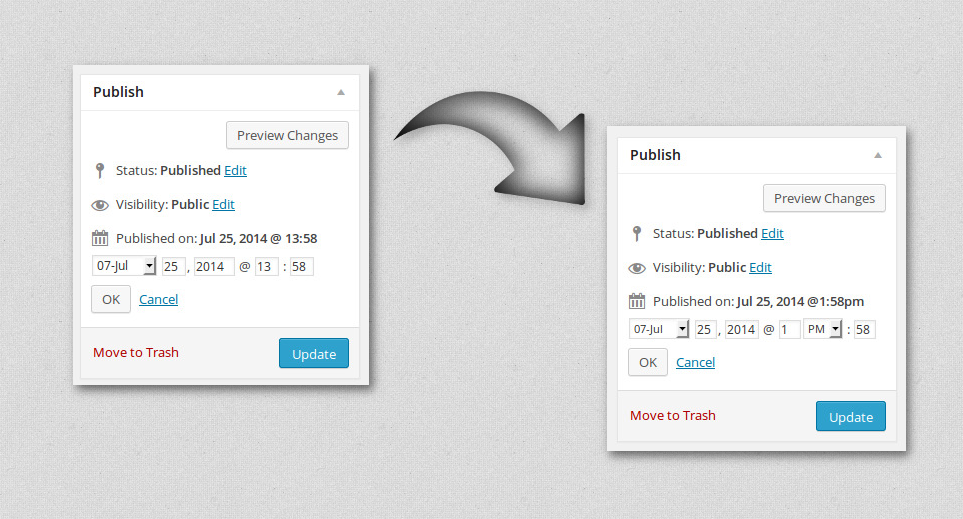 Publish
Preview Changes
Status: Published Edit
Visibility: Public Edit
Published on: Jul 25, 2014 @ 13:58
07-Jul 25 , 2014 @ 13 : 58
OK Cancel
Move to Trash Update
Publish
Preview Changes
Status: Published Edit
Visibility: Public Edit
Published on: Jul 25, 2014 @1:58pm
07-Jul 25 , 2014 @ 1 PM : 58
OK Cancel
Move to Trash Update